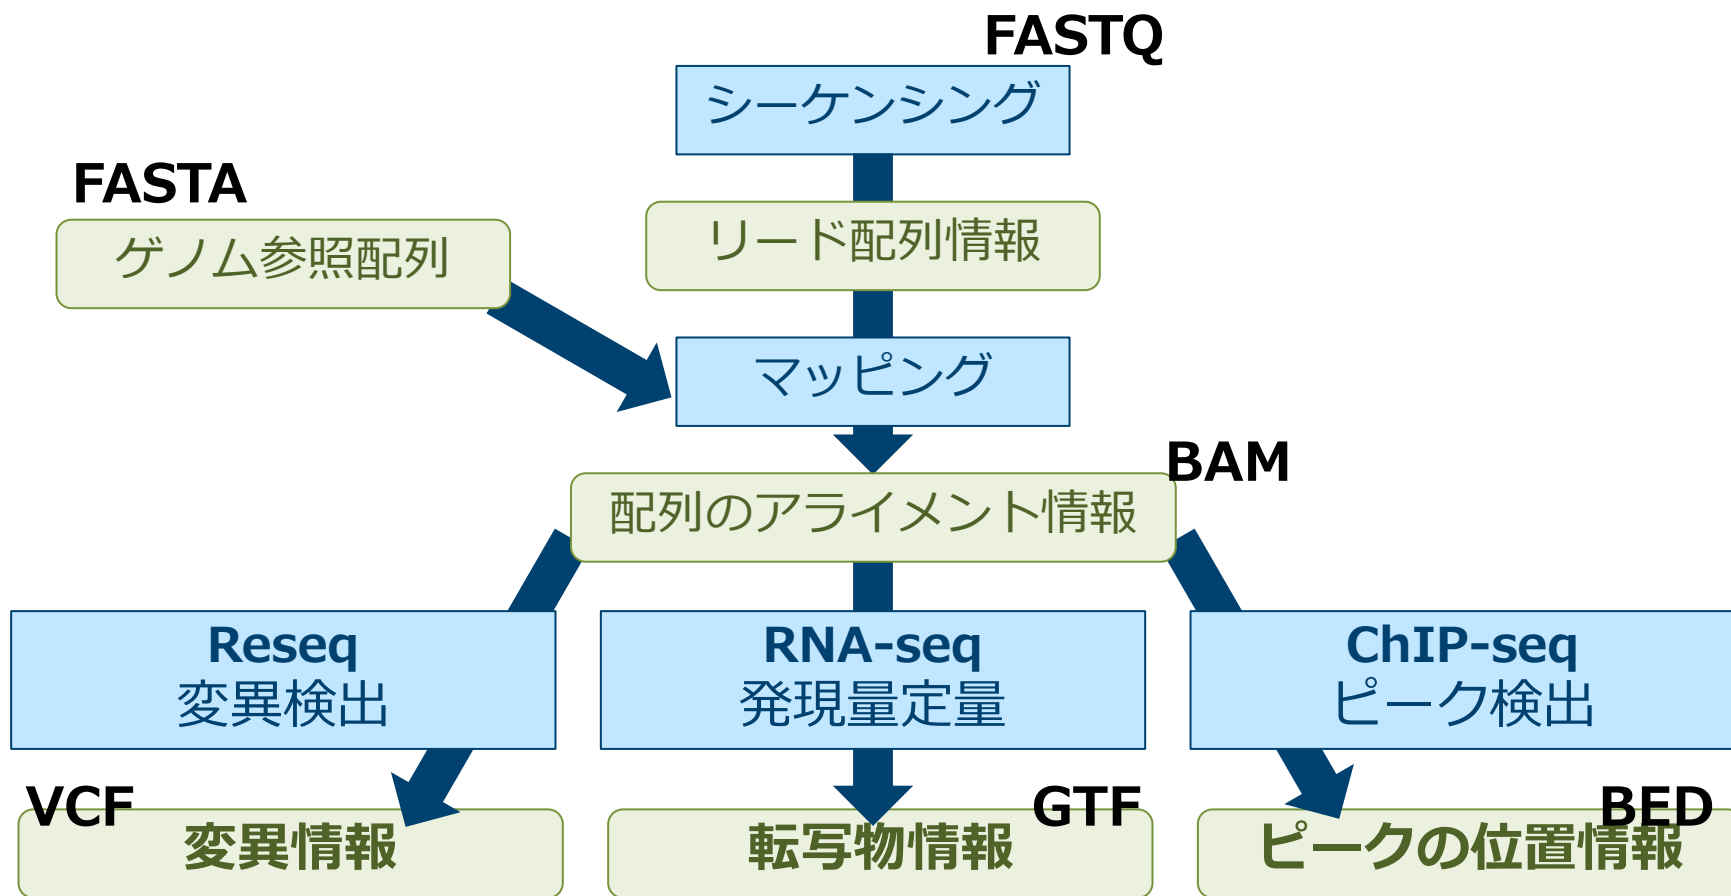 FASTQ
シーケンシング
FASTA
ゲノム参照配列
リード配列情報
マッピング
BAM
配列のアライメント情報
Reseq
変異検出
RNA-seq
発現量定量
ChIP-seq
ピーク検出
VCF
変異情報
GTF
転写物情報
BED
ピークの位置情報